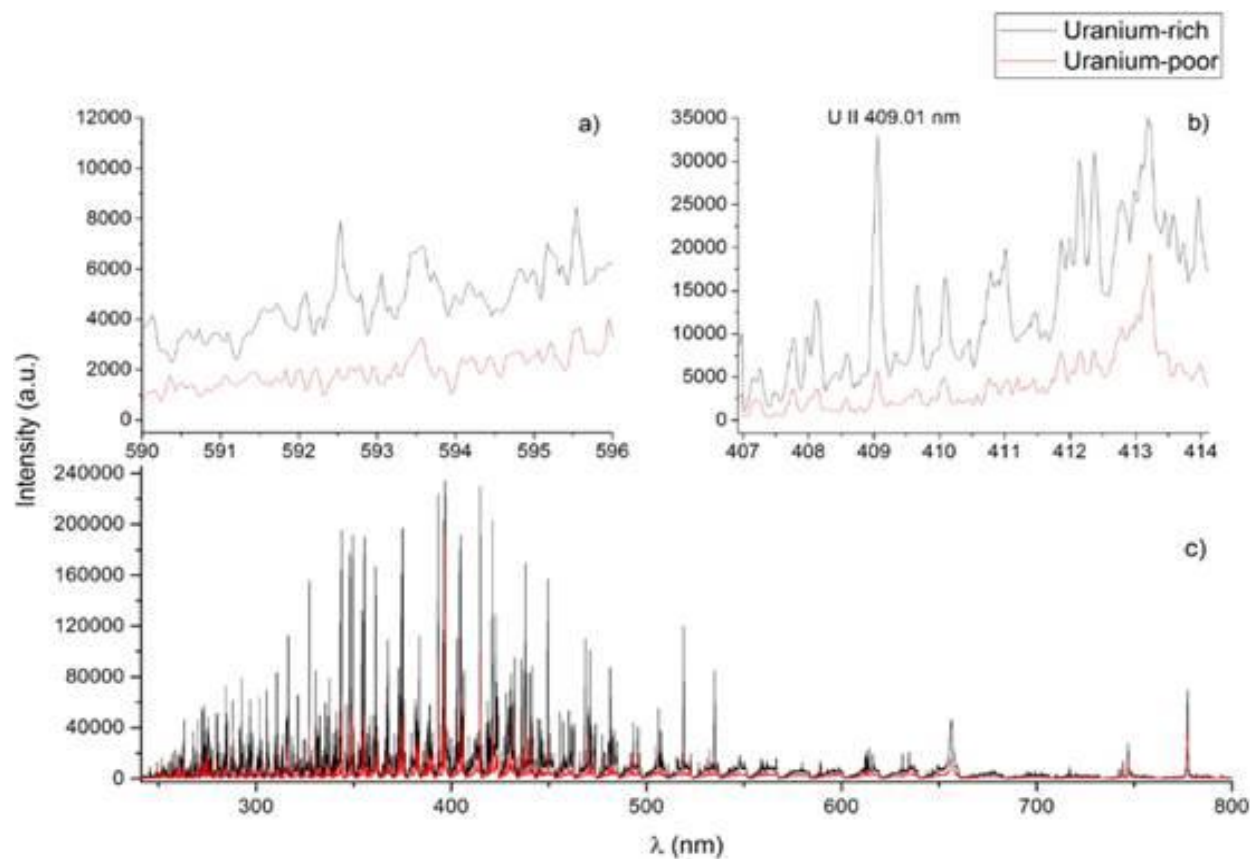 Uranium-rich
Uranium-poor
12000
10000
8000
6000
4000
2000
0
a)
590 591 592 593 594 595 596
U II 409.01 nm
b)
35000
30000
25000
20000
15000
10000
5000
0
407 408 409 410 411 412 413 414
Intensity (a.u.)
240000
200000
160000
120000
80000
40000
0
c)
300 400 500 600 700 800
λ (nm)